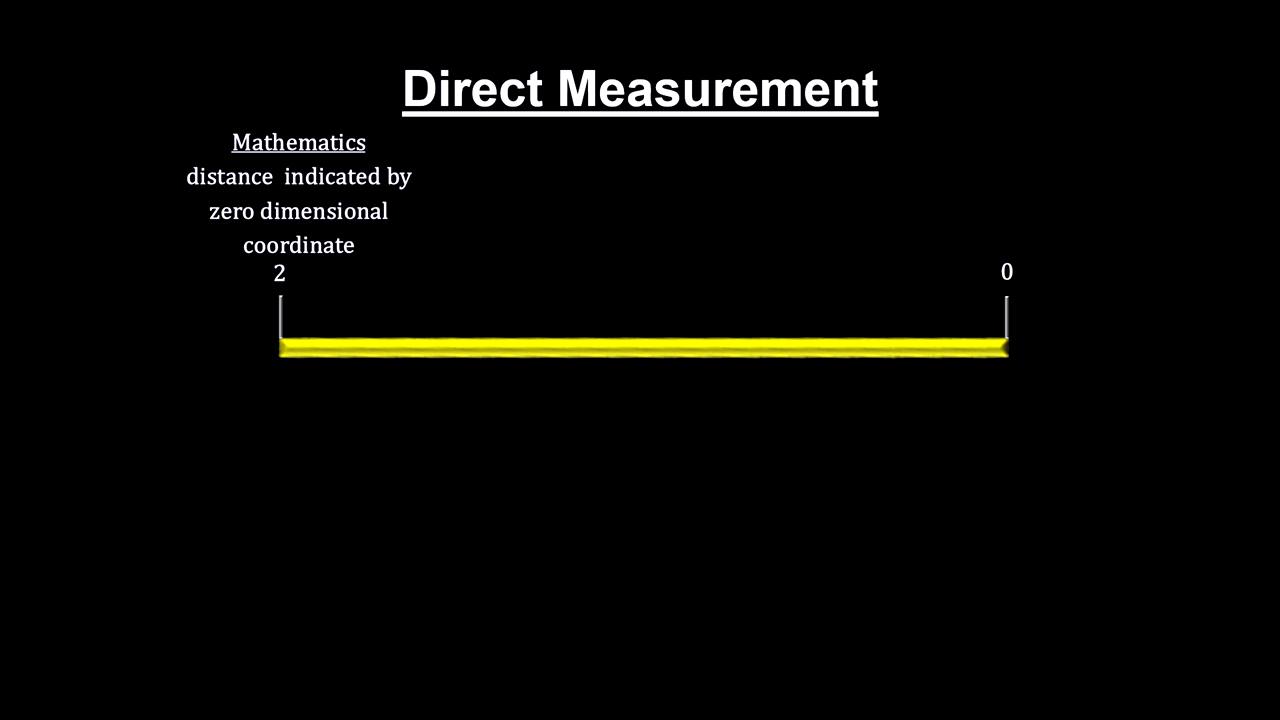 Direct Measurement
Mathematics
distance  indicated by
zero dimensional
coordinate
2
0